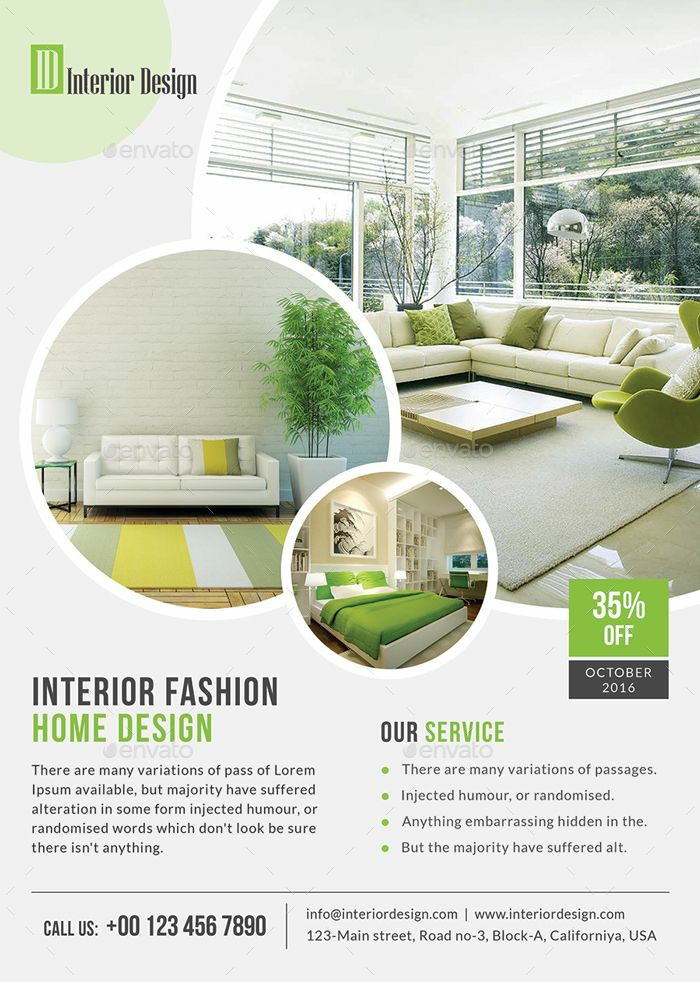 Interior Design
envato
envato
envato
envato
35%
OFF
OCTOBER
2016
INTERIOR FASHION
HOME DESIGN
envato
envato
There are many variations of pass of Lorem
Ipsum available, but majority have suffered
alteration in some form injected humour, or
randomised words which don't look be sure
there isn't anything.
OUR SERVICE
There are many variations of passages.
Injected humour, or randomised.
Anything embarrassing hidden in the.
But the majority have suffered alt.
CALL US: +00 123 456 7890
info@interiordesign.com | www.interiordesign.com
123-Main street, Road no-3, Block-A, Californiya, USA